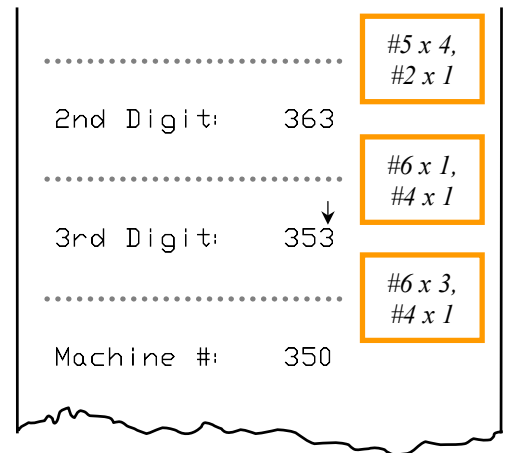 #5 x 4,
#2 x 1
2nd Digit: 363
#6 x 1,
#4 x 1
3rd Digit: 353
#6 x 3,
#4 x 1
Machine #: 350